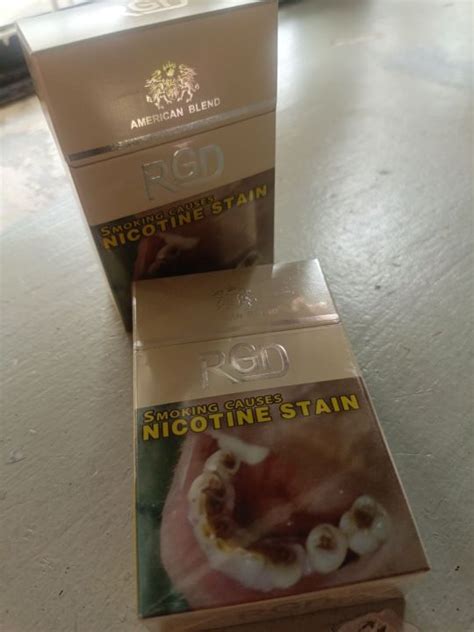 AMERICAN BLEND
RGD
SMOKING CAUSES
NICOTINE STAIN
RGD
SMOKING CAUSES
NICOTINE STAIN